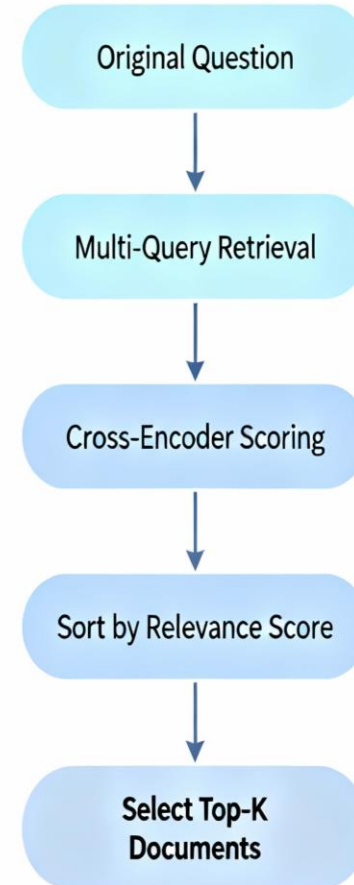 Original Question
Multi-Query Retrieval
Cross-Encoder Scoring
Sort by Relevance Score
Select Top-K
Documents